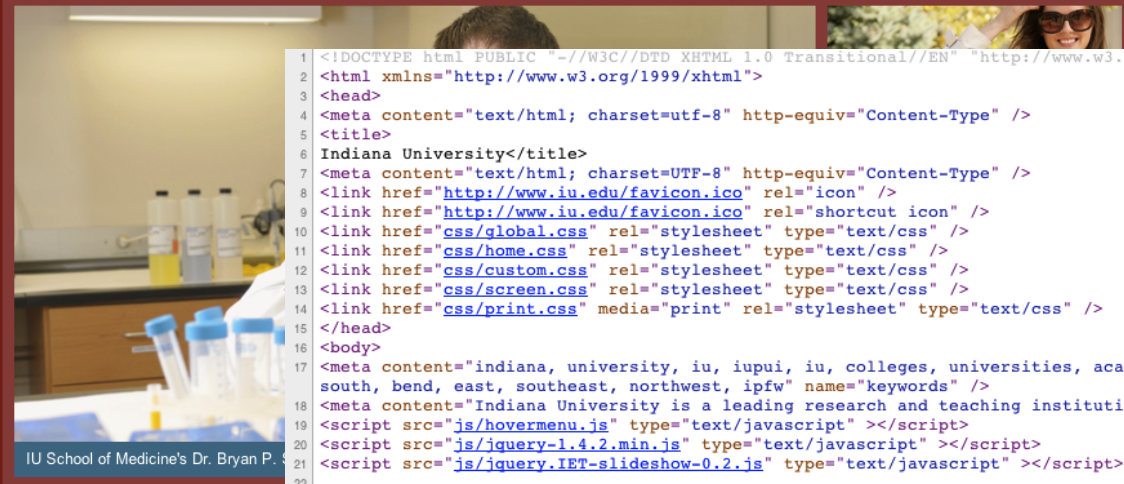 1 <!DOCTYPE html PUBLIC "-//W3C//DTD XHTML 1.0 Transitional//EN" "http://www.w3.
2 <html xmlns="http://www.w3.org/1999/xhtml">
3 <head>
4 <meta content="text/html; charset=utf-8" http-equiv="Content-Type" />
5 <title>
6 Indiana University</title>
7 <meta content="text/html; charset=UTF-8" http-equiv="Content-Type" />
8 <link href="http://www.iu.edu/favicon.ico" rel="icon" />
9 <link href="http://www.iu.edu/favicon.ico" rel="shortcut icon" />
10 <link href="css/global.css" rel="stylesheet" type="text/css" />
11 <link href="css/home.css" rel="stylesheet" type="text/css" />
12 <link href="css/custom.css" rel="stylesheet" type="text/css" />
13 <link href="css/screen.css" rel="stylesheet" type="text/css" />
14 <link href="css/print.css" media="print" rel="stylesheet" type="text/css" />
15 </head>
16 <body>
17 <meta content="indiana, university, iu, iupui, iu, colleges, universities, aca
south, bend, east, southeast, northwest, ipfw" name="keywords" />
18 <meta content="Indiana University is a leading research and teaching instituti
19 <script src="js/hovermenu.js" type="text/javascript" ></script>
20 <script src="js/jquery-1.4.2.min.js" type="text/javascript" ></script>
21 <script src="js/jquery.IET-slideshow-0.2.js" type="text/javascript" ></script>
22
IU School of Medicine's Dr. Bryan P.